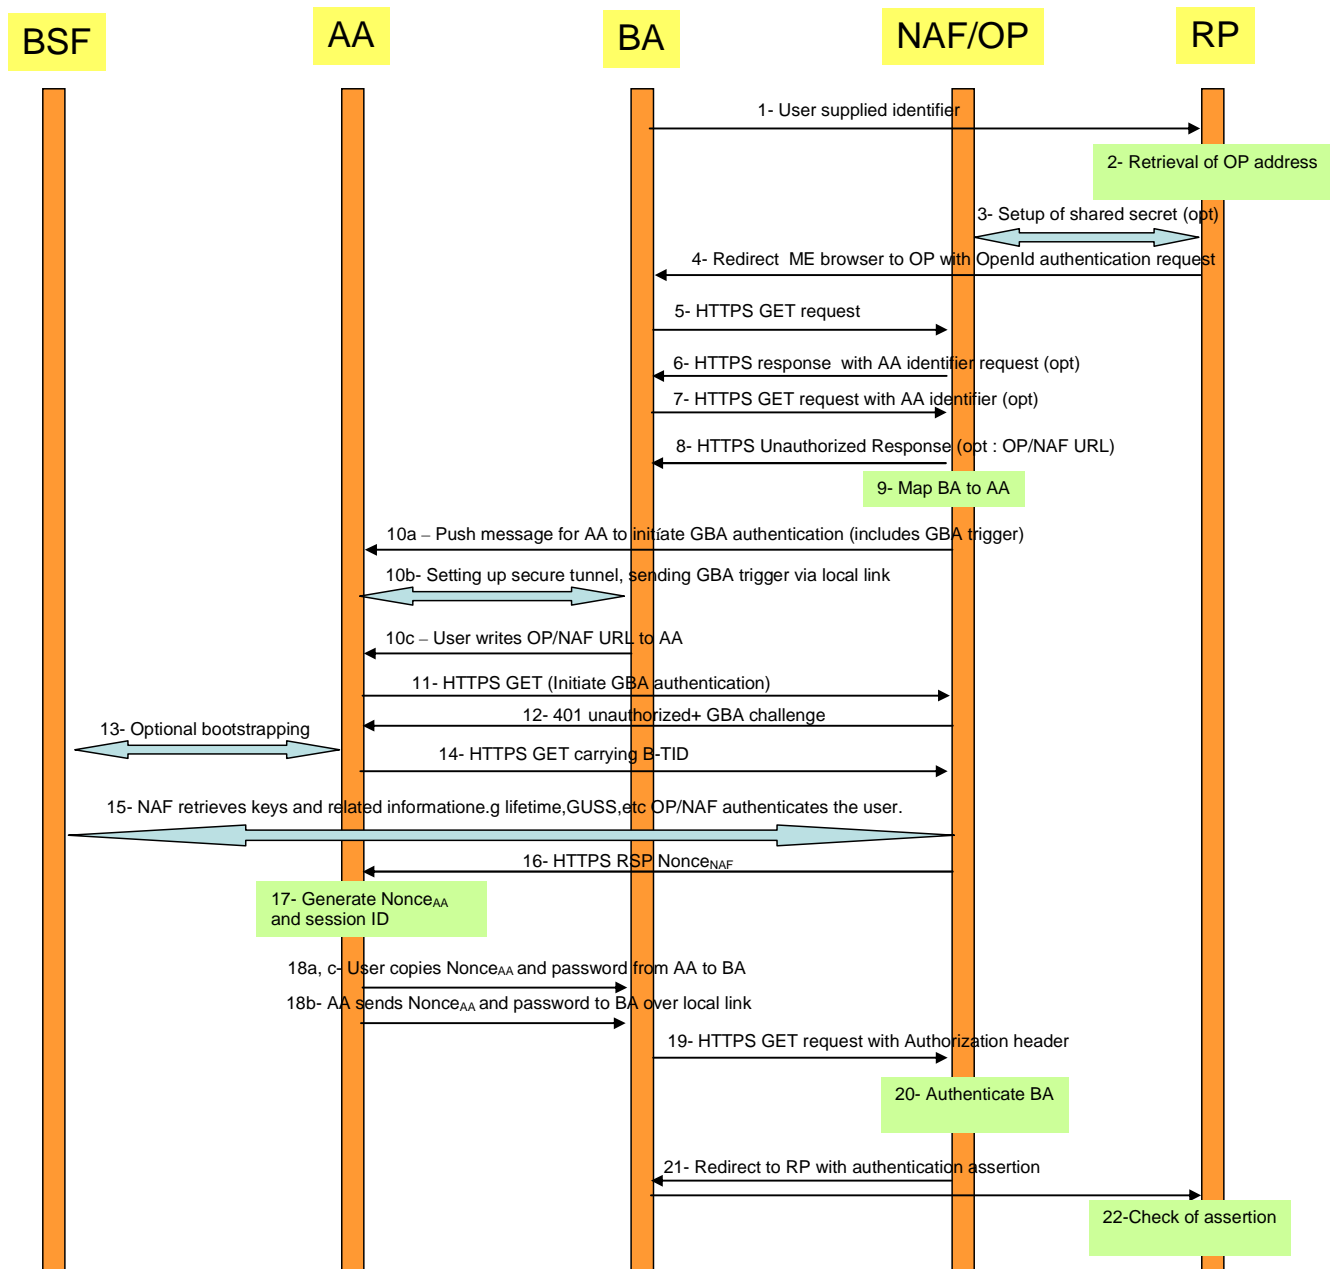 BSF
AA
BA
NAF/OP
RP
1- User supplied identifier
2- Retrieval of OP address
3- Setup of shared secret (opt)
4- Redirect ME browser to OP with OpenId authentication request
5- HTTPS GET request
6- HTTPS response with AA identifier request (opt)
7- HTTPS GET request with AA identifier (opt)
8- HTTPS Unauthorized Response (opt : OP/NAF URL)
9- Map BA to AA
10a – Push message for AA to initíate GBA authentication (includes GBA trigger)
10b- Setting up secure tunnel, sending GBA trigger via local link
10c – User writes OP/NAF URL to AA
11- HTTPS GET (Initiate GBA authentication)
12- 401 unauthorized+ GBA challenge
13- Optional bootstrapping
14- HTTPS GET carrying B-TID
15- NAF retrieves keys and related informatione.g lifetime,GUSS,etc OP/NAF authenticates the user.
16- HTTPS RSP NonceNAF
17- Generate NonceAA
and session ID
18a, c- User copies NonceAA and password from AA to BA
18b- AA sends NonceAA and password to BA over local link
19- HTTPS GET request with Authorization header
20- Authenticate BA
21- Redirect to RP with authentication assertion
22-Check of assertion